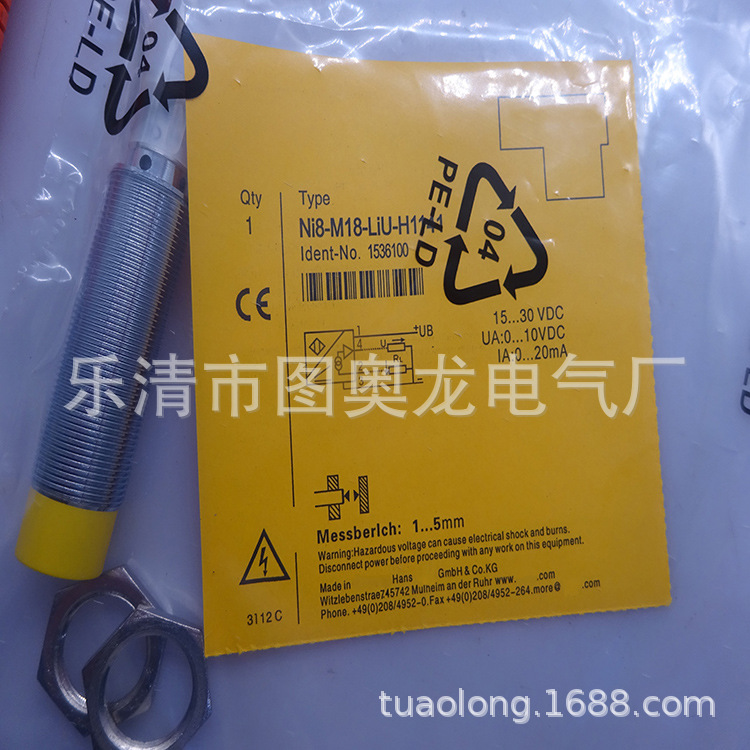 04
PE-LD
Qty
Type
1
Ni8-M18-LiU-H1141
Ident-No. 1536100
04
PE-LD
CE
15...30 VDC
UA:0...10VDC
IA:0...20mA
1
+UB
4
U
RL
乐清市图奥龙电气厂
LD
Messberlch: 1...5mm
Warning:Hazardous voltage can cause electrical shock and burns.
Disconnect power before proceeding with any work on this equipment.
Made in Hans GmbH & Co.KG
Witzlebenstrae745742 Mulheim an der Ruhr www. .com
Phone. +49(0)208/4952-0.Fax +49(0)208/4952-264.more@ .com
3112 C
tuaolong.1688.com